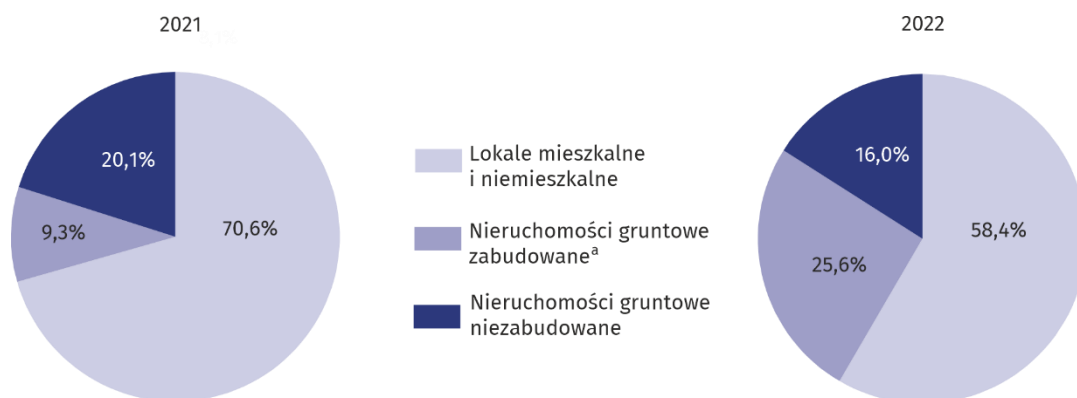 2021
20,1%
9,3%
70,6%
Lokale mieszkalne
i niemieszkalne
Nieruchomości gruntowe
zabudowaneᵃ
Nieruchomości gruntowe
niezabudowane
2022
16,0%
58,4%
25,6%